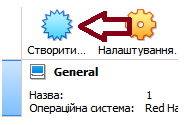 Створити... Налаштування.
General
Назва: 1
Операційна система: Red Ha